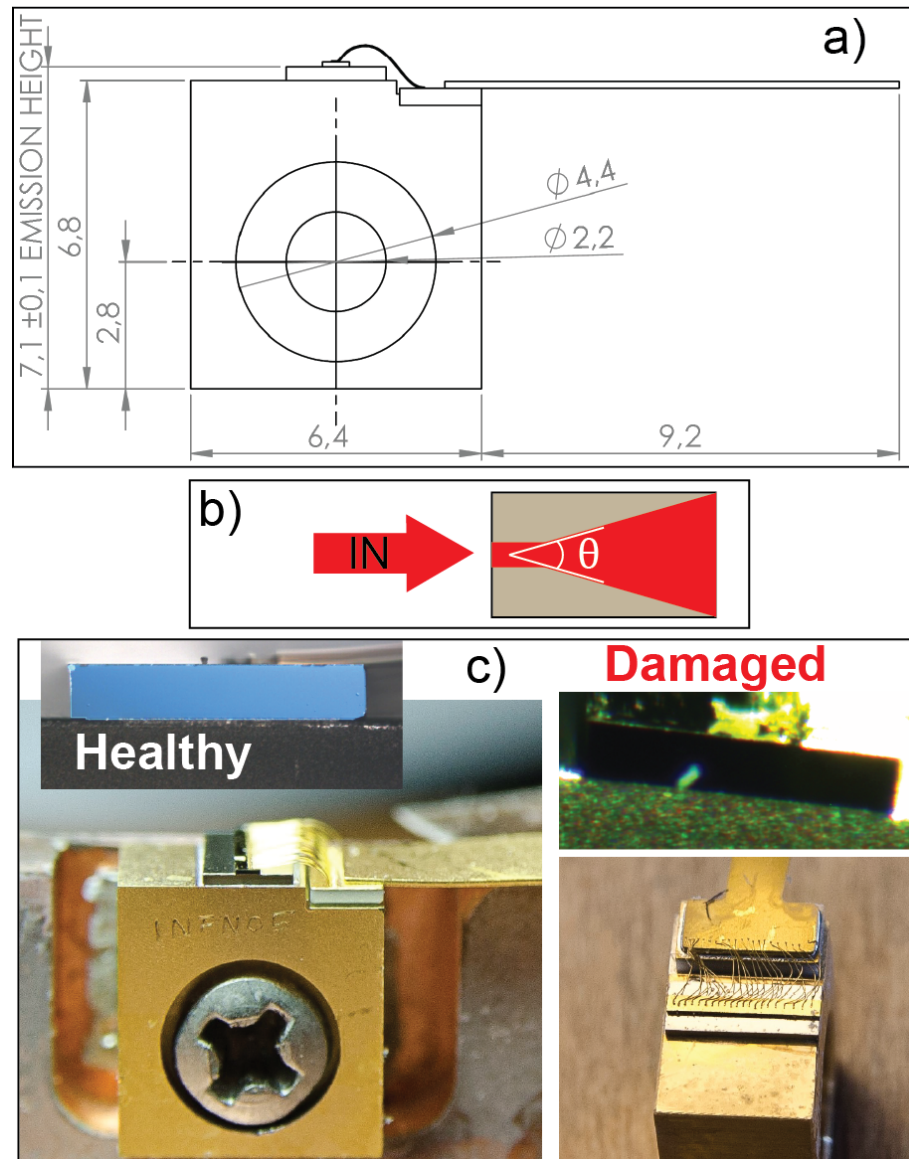 a)
7,1 ±0,1 EMISSION HEIGHT
6,8
2,8
∅ 4,4
∅ 2,2
6,4
9,2
b)
IN
θ
c)
Healthy
Damaged